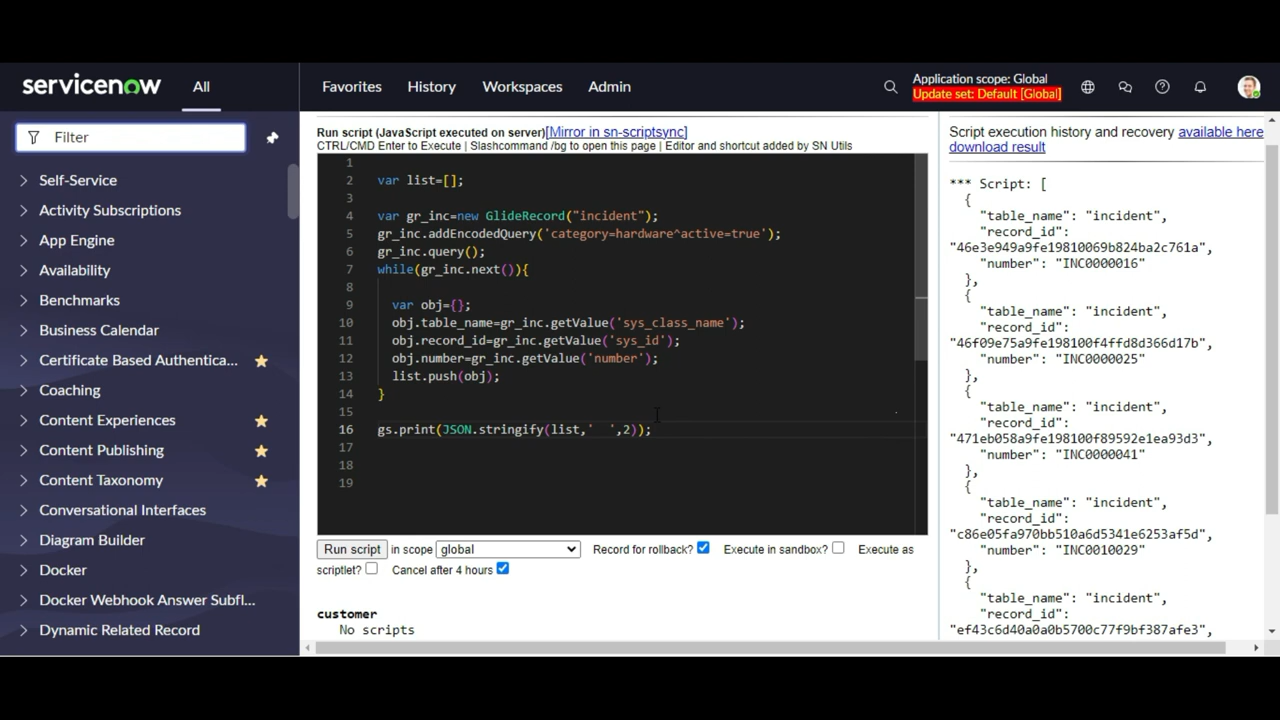 servicenow All Favorites History Workspaces Admin Application scope: Global
Update set: Default [Global]
Filter
Self-Service
Activity Subscriptions
App Engine
Availability
Benchmarks
Business Calendar
Certificate Based Authentica...
Coaching
Content Experiences
Content Publishing
Content Taxonomy
Conversational Interfaces
Diagram Builder
Docker
Docker Webhook Answer Subfl...
Dynamic Related Record
Run script (JavaScript executed on server)[Mirror in sn-scriptsync]
CTRL/CMD Enter to Execute | Slashcommand /bg to open this page | Editor and shortcut added by SN Utils
1
2 var list=[];
3
4 var gr_inc=new GlideRecord("incident");
5 gr_inc.addEncodedQuery('category=hardware^active=true');
6 gr_inc.query();
7 while(gr_inc.next()){
8
9 var obj={};
10 obj.table_name=gr_inc.getValue('sys_class_name');
11 obj.record_id=gr_inc.getValue('sys_id');
12 obj.number=gr_inc.getValue('number');
13 list.push(obj);
14 }
15
16 gs.print(JSON.stringify(list,'  ',2));
17
18
19
Run script in scope global Record for rollback? Execute in sandbox? Execute as
scriptlet? Cancel after 4 hours
customer
No scripts
Script execution history and recovery available here
download result
*** Script: [
{
"table_name": "incident",
"record_id":
"46e3e949a9fe19810069b824ba2c761a",
"number": "INC0000016"
},
{
"table_name": "incident",
"record_id":
"46f09e75a9fe198100f4ffd8d366d17b",
"number": "INC0000025"
},
{
"table_name": "incident",
"record_id":
"471eb058a9fe198100f89592e1ea93d3",
"number": "INC0000041"
},
{
"table_name": "incident",
"record_id":
"c86e05fa970bb510a6d5341e6253af5d",
"number": "INC0010029"
},
{
"table_name": "incident",
"record_id":
"ef43c6d40a0a0b5700c77f9bf387afe3",